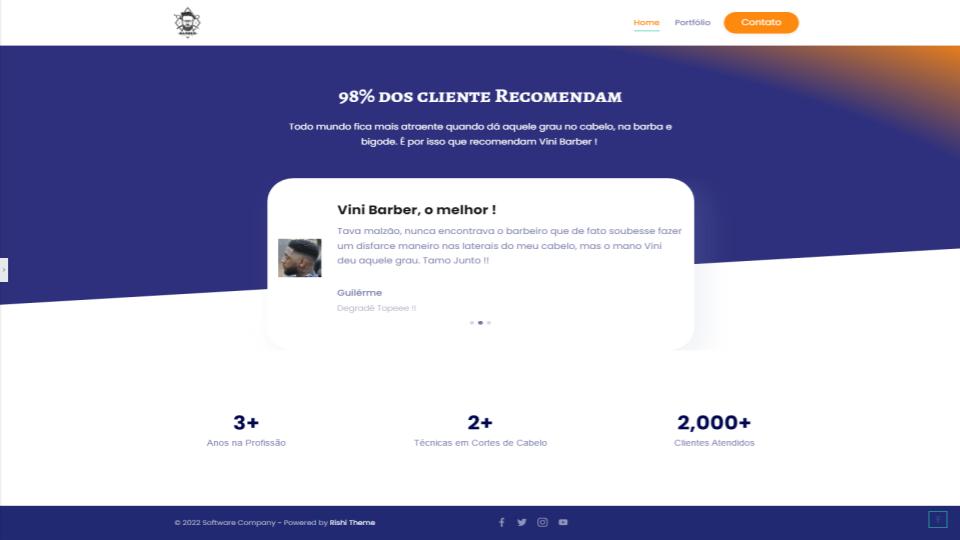 BARBER
Home
Portfólio
Contato
98% dos cliente Recomendam
Todo mundo fica mais atraente quando dá aquele grau no cabelo, na barba e
bigode. É por isso que recomendam Vini Barber !
Vini Barber, o melhor !
Tava malzão, nunca encontrava o barbeiro que de fato soubesse fazer
um disfarce maneiro nas laterais do meu cabelo, mas o mano Vini
deu aquele grau. Tamo Junto !!
Guilérme
Degradê Topeee !!
3+
Anos na Profissão
2+
Técnicas em Cortes de Cabelo
2,000+
Clientes Atendidos
© 2022 Software Company - Powered by Rishi Theme